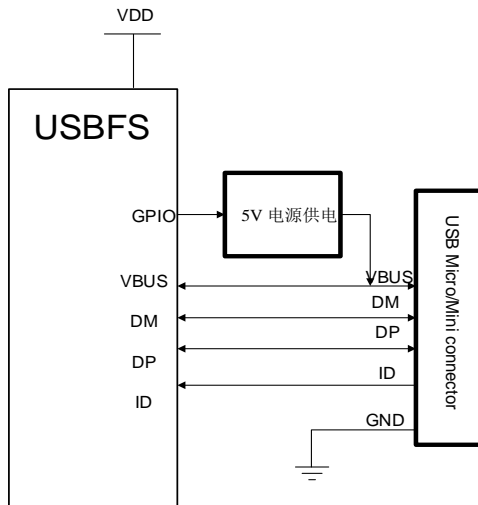 VDD
USBFS
GPIO
5V 电源供电
VBUS
VBUS
DM
DM
DP
DP
ID
ID
GND
USB Micro/Mini connector